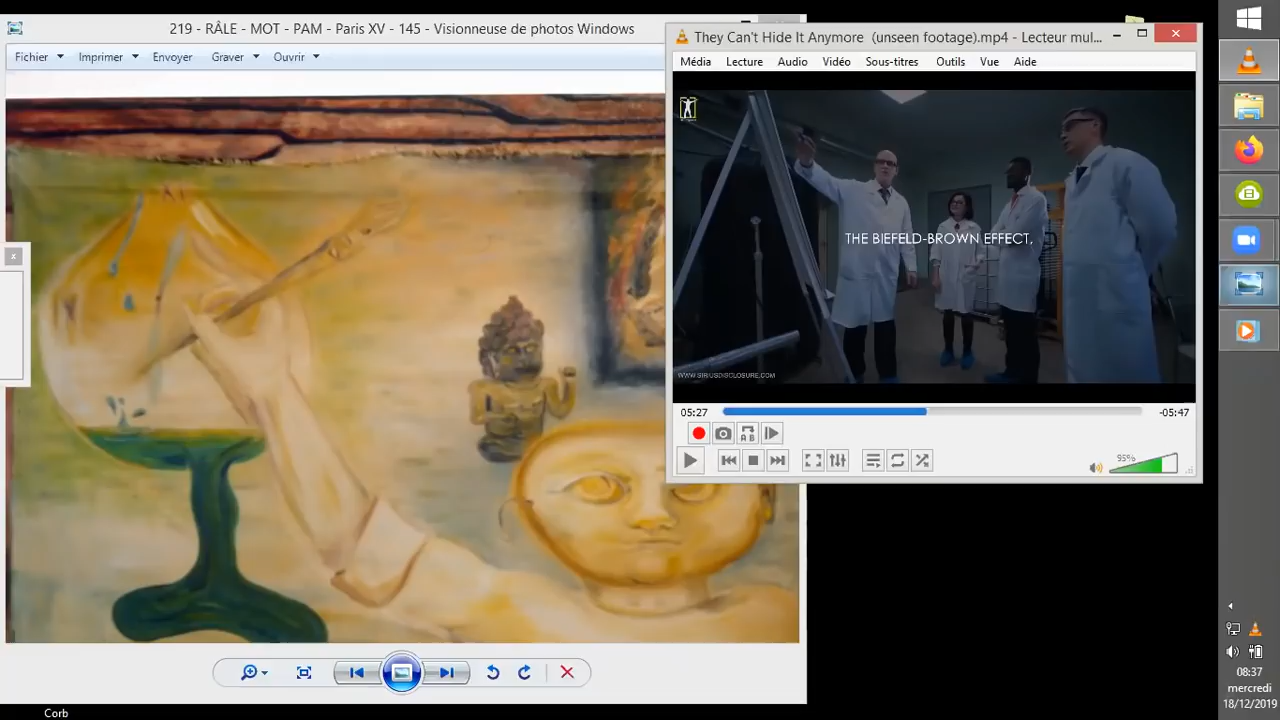 219 - RÂLE - MOT - PAM - Paris XV - 145 - Visionneuse de photos Windows
Fichier Imprimer Envoyer Graver Ouvrir
x
Corb
They Can't Hide It Anymore (unseen footage).mp4 - Lecteur mul...
Média Lecture Audio Vidéo Sous-titres Outils Vue Aide
THE BIEFELD-BROWN EFFECT.
WWW.SIRIUSDISCLOSURE.COM
05:27 -05:47
95%
08:37
mercredi
18/12/2019